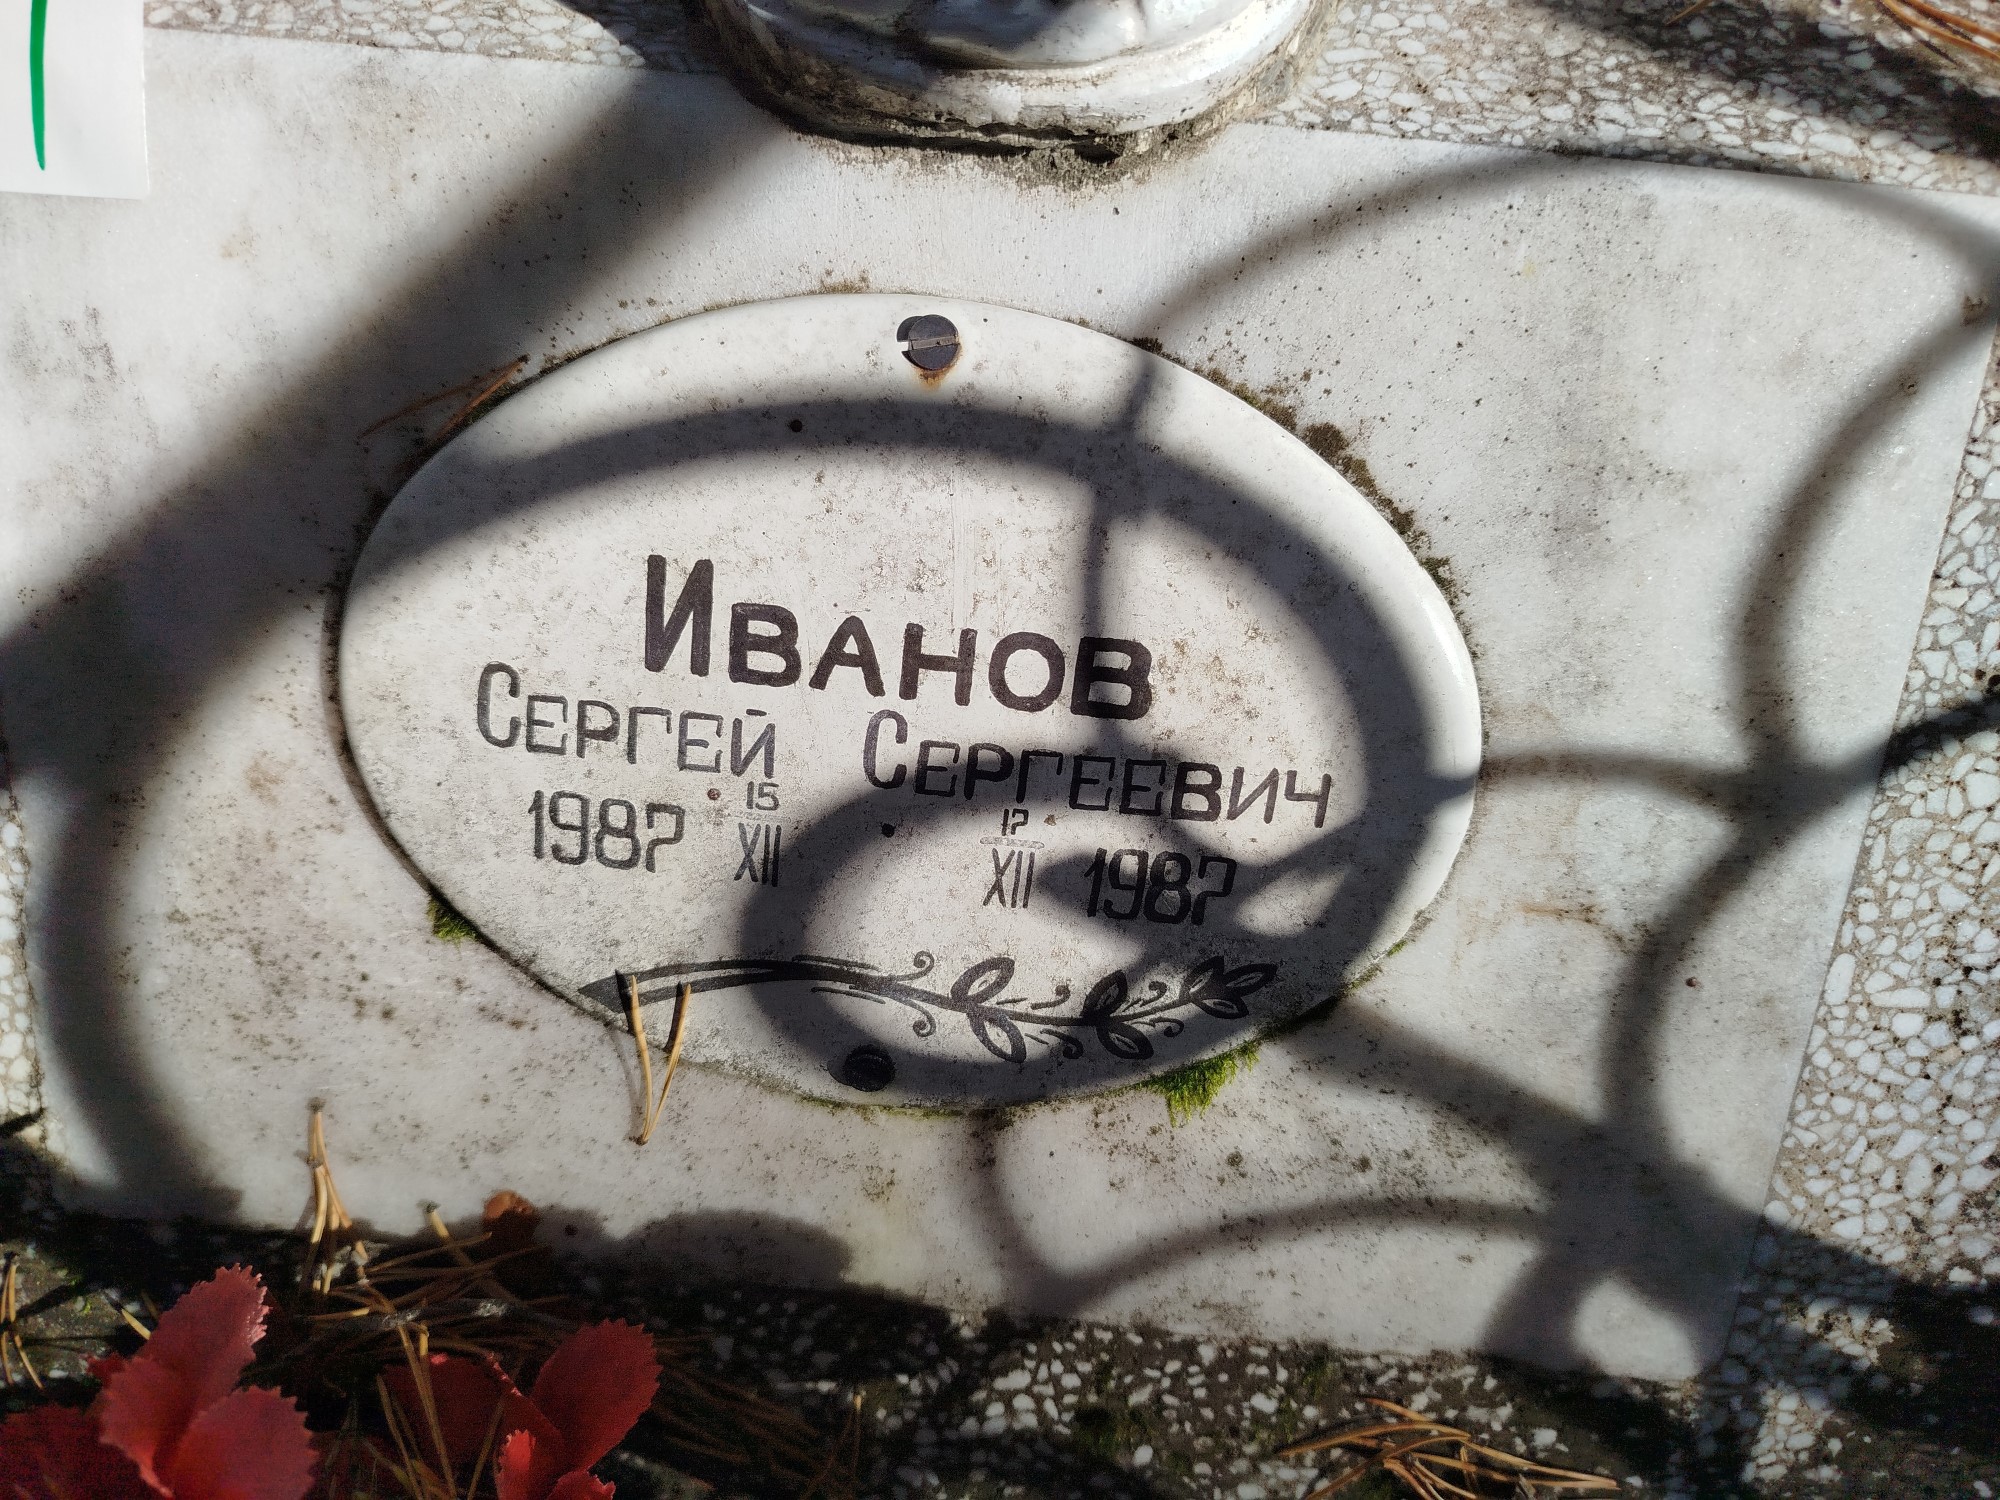 Иванов
Сергей Сергеевич
1987 15 XII 17 XII 1987